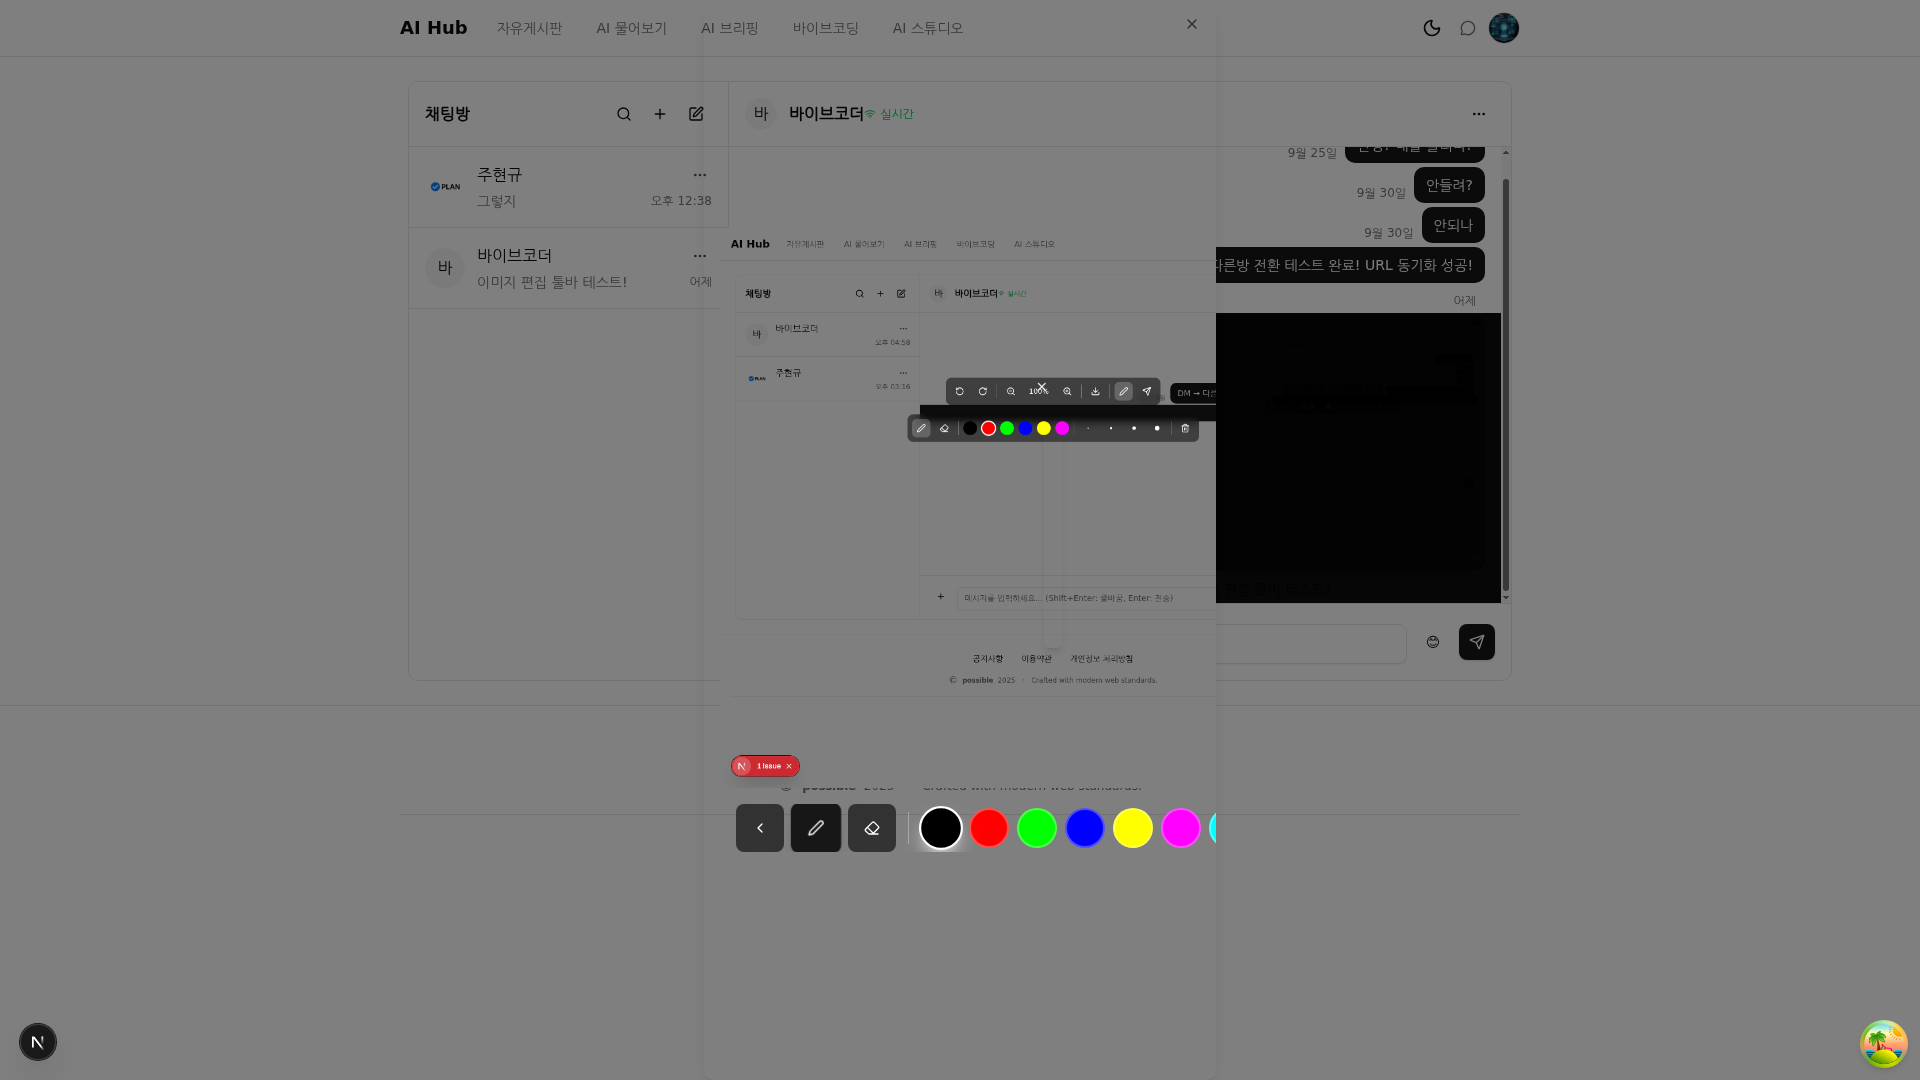 AI Hub 자유게시판 AI 물어보기 AI 브리핑 바이브코딩 AI 스튜디오
채팅방
바 바이브코더 실시간
PLAN 주현규
그렇지 오후 12:38
바 바이브코더
이미지 편집 툴바 테스트! 어제
9월 25일
9월 30일 안들려?
9월 30일 안되나
다른방 전환 테스트 완료! URL 동기화 성공!
어제
AI Hub 자유게시판 AI 물어보기 AI 브리핑 바이브코딩 AI 스튜디오
채팅방
바 바이브코더 실시간
바 바이브코더
오후 04:58
PLAN 주현규
오후 03:16
100%
DM → 다른
메시지를 입력하세요... (Shift+Enter: 줄바꿈, Enter: 전송)
공지사항 이용약관 개인정보 처리방침
© possible 2025 · Crafted with modern web standards.
N 1 Issue
© possible 2025 Crafted with modern web standards.
N